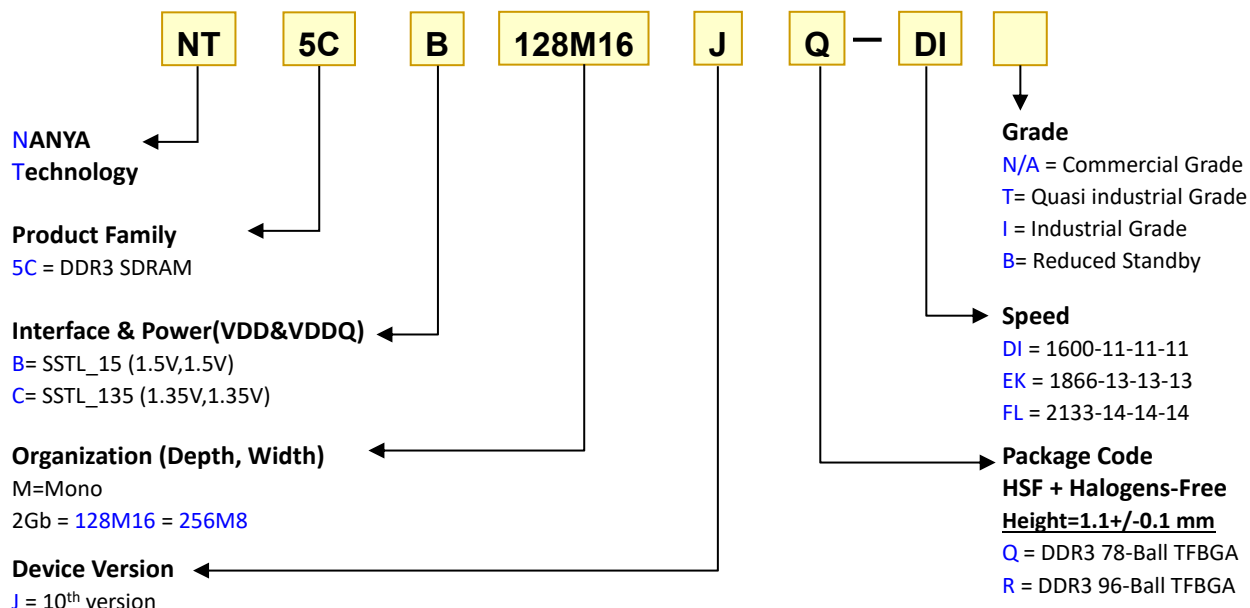 NT 5C B 128M16 J Q – DI
NANYA
Technology
Product Family
5C = DDR3 SDRAM
Interface & Power(VDD&VDDQ)
B= SSTL_15 (1.5V,1.5V)
C= SSTL_135 (1.35V,1.35V)
Organization (Depth, Width)
M=Mono
2Gb = 128M16 = 256M8
Device Version
J = 10th version
Grade
N/A = Commercial Grade
T= Quasi industrial Grade
I = Industrial Grade
B= Reduced Standby
Speed
DI = 1600-11-11-11
EK = 1866-13-13-13
FL = 2133-14-14-14
Package Code
HSF + Halogens-Free
Height=1.1+/-0.1 mm
Q = DDR3 78-Ball TFBGA
R = DDR3 96-Ball TFBGA